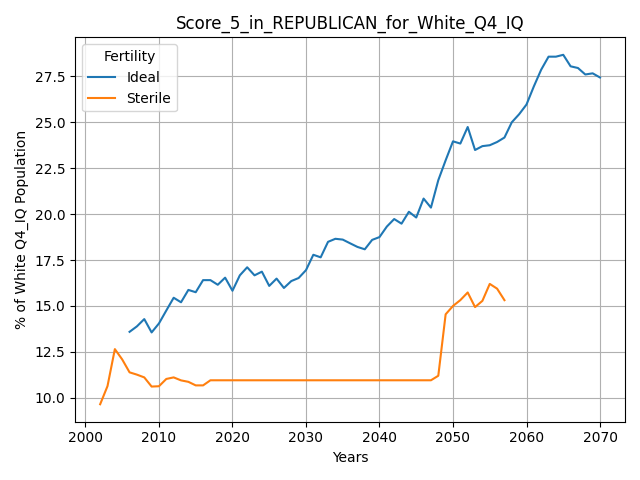 Score_5_in_REPUBLICAN_for_White_Q4_IQ
Fertility
Ideal
Sterile
% of White Q4_IQ Population
27.5
25.0
22.5
20.0
17.5
15.0
12.5
10.0
2000 2010 2020 2030 2040 2050 2060 2070
Years